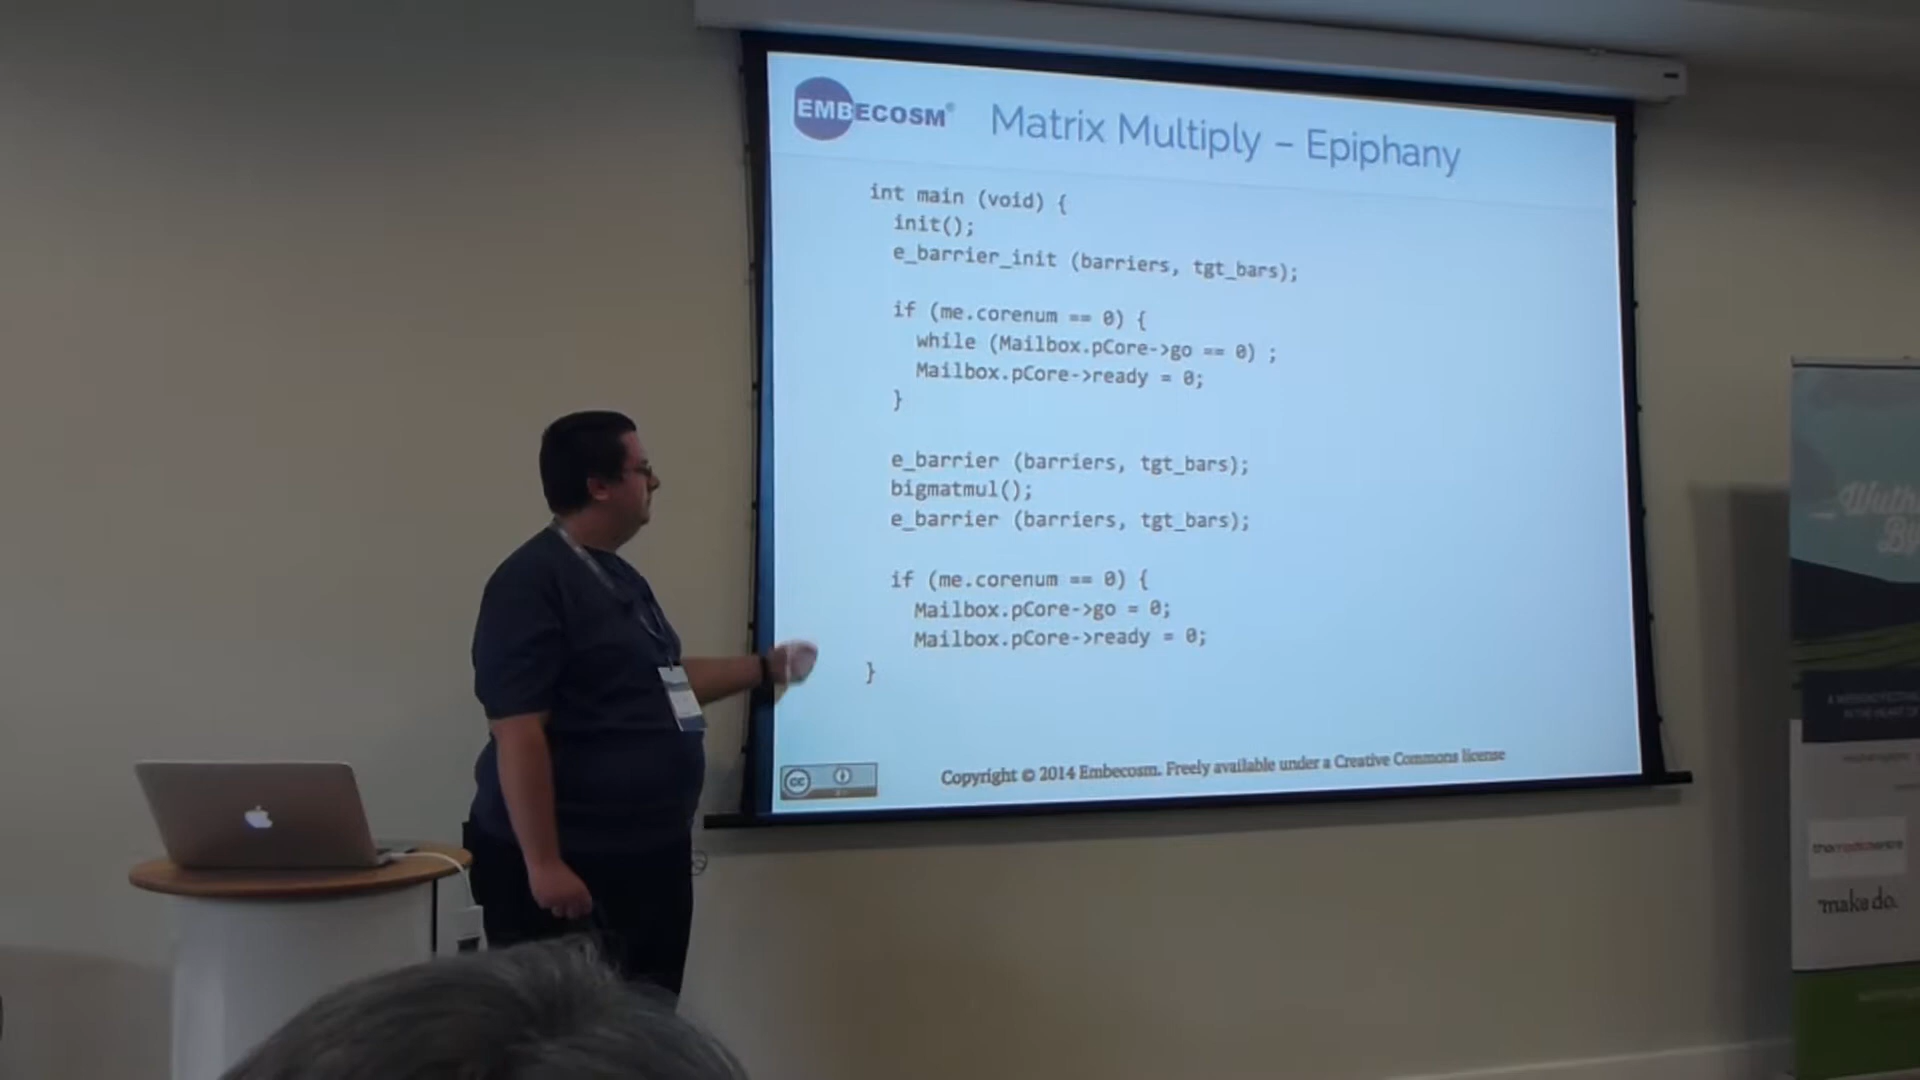 EMBECOSM®
Matrix Multiply – Epiphany
int main (void) {
init();
e_barrier_init (barriers, tgt_bars);
if (me.corenum == 0) {
while (Mailbox.pCore->go == 0) ;
Mailbox.pCore->ready = 0;
}
e_barrier (barriers, tgt_bars);
bigmatmul();
e_barrier (barriers, tgt_bars);
if (me.corenum == 0) {
Mailbox.pCore->go = 0;
Mailbox.pCore->ready = 0;
}
cc
Copyright © 2014 Embecosm. Freely available under a Creative Commons license
make do.